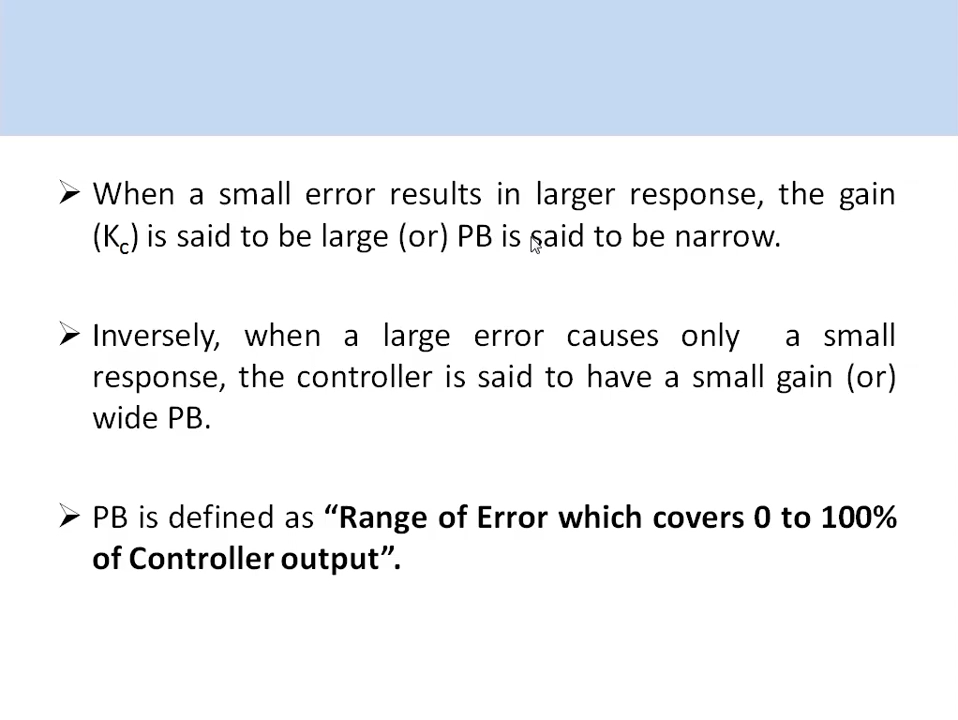 ➢ When a small error results in larger response, the gain
(Kc) is said to be large (or) PB is said to be narrow.
➢ Inversely, when a large error causes only a small
response, the controller is said to have a small gain (or)
wide PB.
➢ PB is defined as “Range of Error which covers 0 to 100%
of Controller output”.